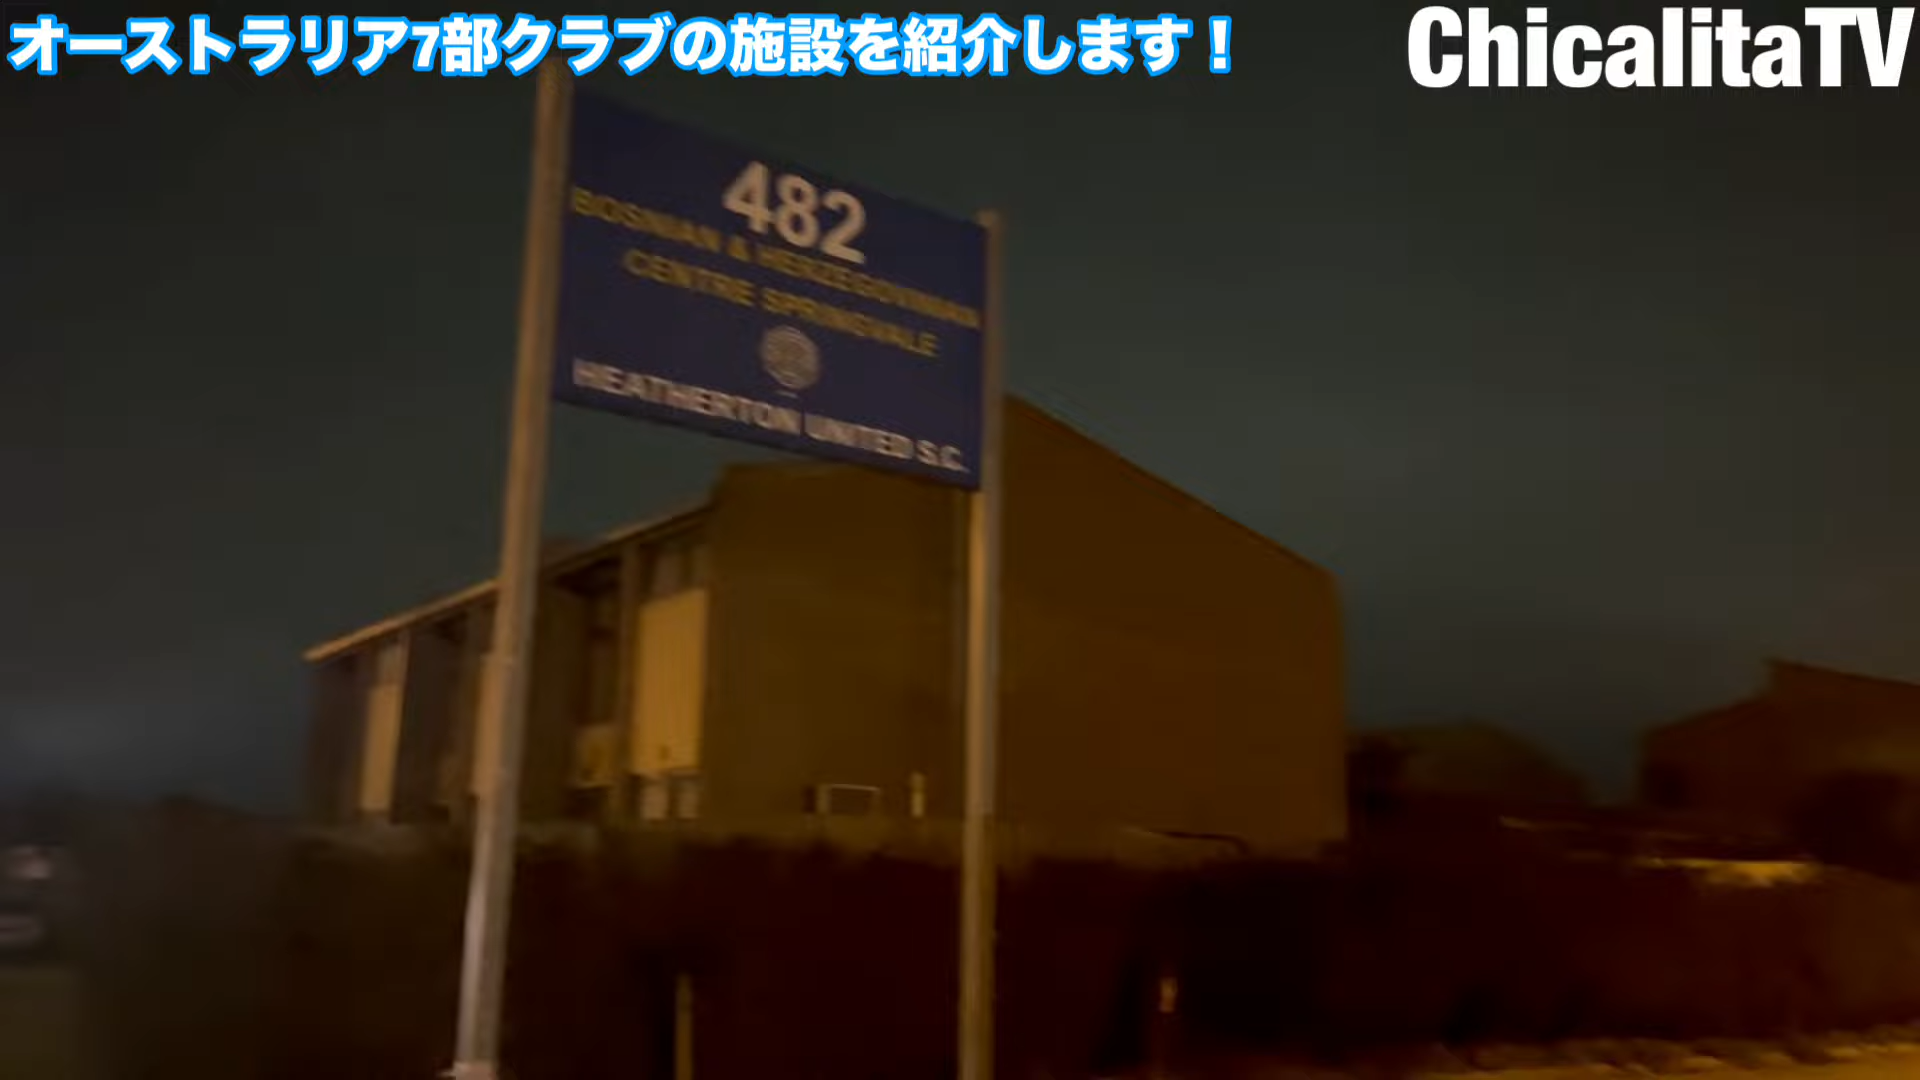 オーストラリア7部クラブの施設を紹介します！
ChicalitaTV
482
BOSNIAN & HERZEGOVINIAN
CENTRE SPRINGVALE
HEATHERTON UNITED S.C.